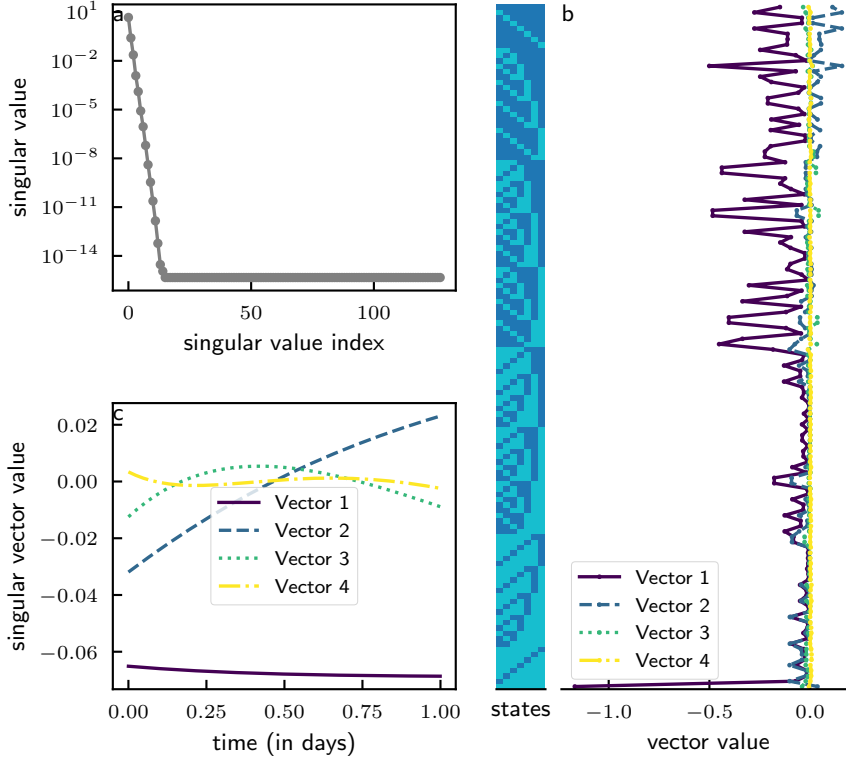 a
10^1
10^−2
10^−5
10^−8
10^−11
10^−14
singular value
0 50 100
singular value index
c
0.02
0.00
−0.02
−0.04
−0.06
singular vector value
Vector 1
Vector 2
Vector 3
Vector 4
0.00 0.25 0.50 0.75 1.00
time (in days)
states
b
Vector 1
Vector 2
Vector 3
Vector 4
−1.0 −0.5 0.0
vector value